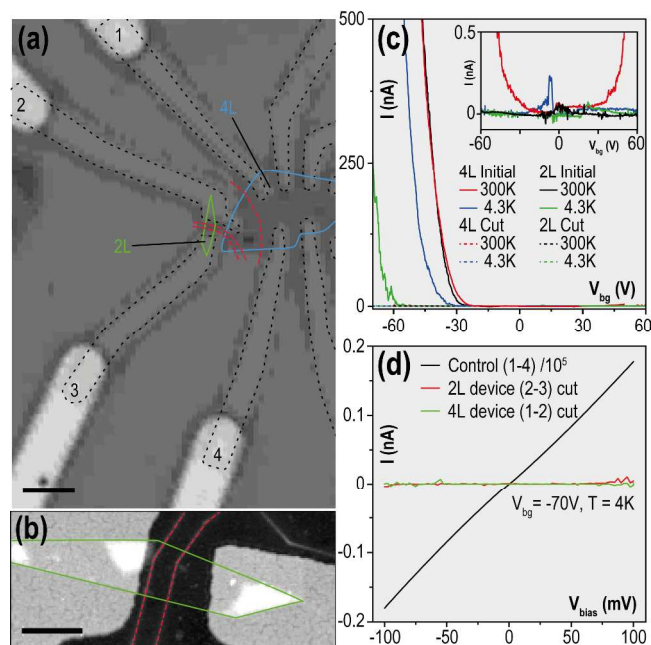 (a)
1
2
4L
2L
3
4
(b)
(c)
500
250
0
I (nA)
-60 -30 0 30 60
V_bg (V)
0.5
0
I (nA)
-60 -30 0 30 60
V_bg (V)
4L Initial 2L Initial
300K 300K
4.3K 4.3K
4L Cut 2L Cut
300K 300K
4.3K 4.3K
(d)
0.2
0.1
0
-0.1
-0.2
I (nA)
Control (1-4) /10⁵
2L device (2-3) cut
4L device (1-2) cut
V_bg = -70V, T = 4K
V_bias (mV)
-100 -50 0 50 100